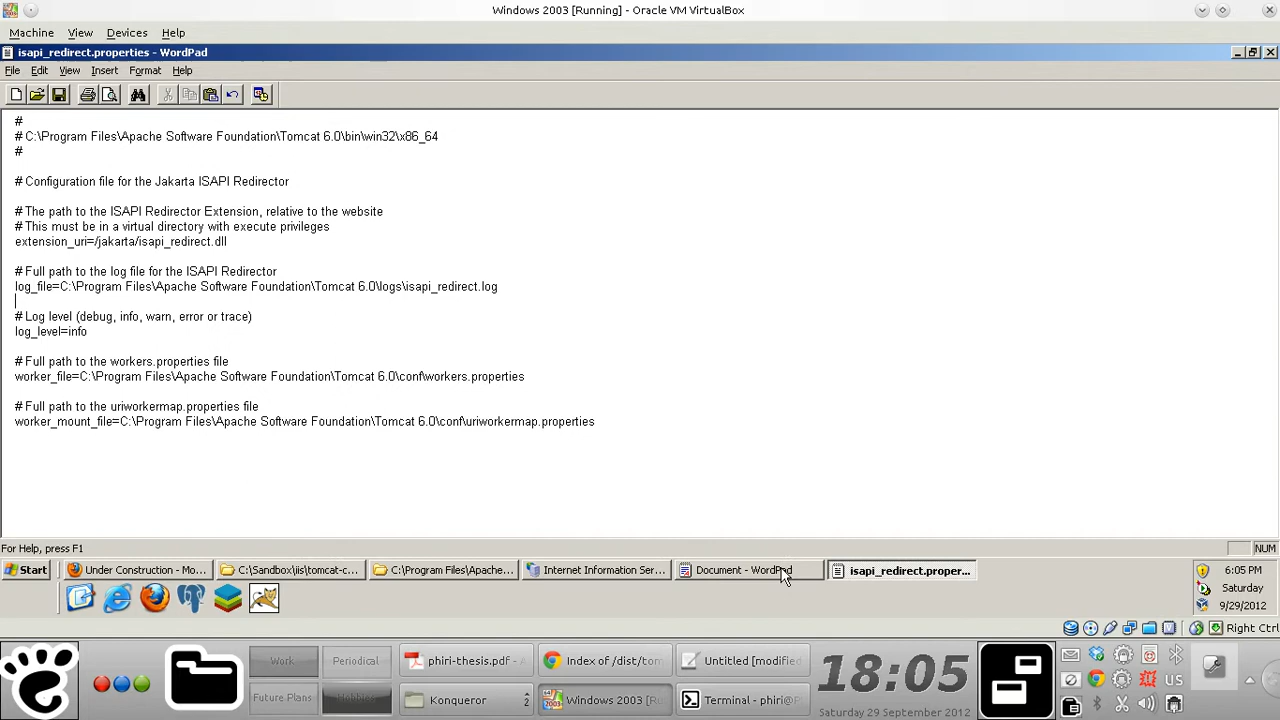 Windows 2003 [Running] - Oracle VM VirtualBox
Machine View Devices Help
isapi_redirect.properties - WordPad
File Edit View Insert Format Help
#
# C:\Program Files\Apache Software Foundation\Tomcat 6.0\bin\win32\x86_64
#
# Configuration file for the Jakarta ISAPI Redirector
# The path to the ISAPI Redirector Extension, relative to the website
# This must be in a virtual directory with execute privileges
extension_uri=/jakarta/isapi_redirect.dll
# Full path to the log file for the ISAPI Redirector
log_file=C:\Program Files\Apache Software Foundation\Tomcat 6.0\logs\isapi_redirect.log
# Log level (debug, info, warn, error or trace)
log_level=info
# Full path to the workers.properties file
worker_file=C:\Program Files\Apache Software Foundation\Tomcat 6.0\conf\workers.properties
# Full path to the uriworkermap.properties file
worker_mount_file=C:\Program Files\Apache Software Foundation\Tomcat 6.0\conf\uriworkermap.properties
For Help, press F1 NUM
Start Under Construction - Mo... C:\Sandbox\iis\tomcat-c... C:\Program Files\Apache... Internet Information Ser... Document - WordPad isapi_redirect.proper... 6:05 PM
Saturday
9/29/2012
Right Ctrl
Work Periodical phiri-thesis.pdf - A Index of /dist/tom Untitled [modified 18:05
US
Future Plans Hobbies Konqueror 2 Windows 2003 [Ru Terminal - phiri@
Saturday 29 September 2012